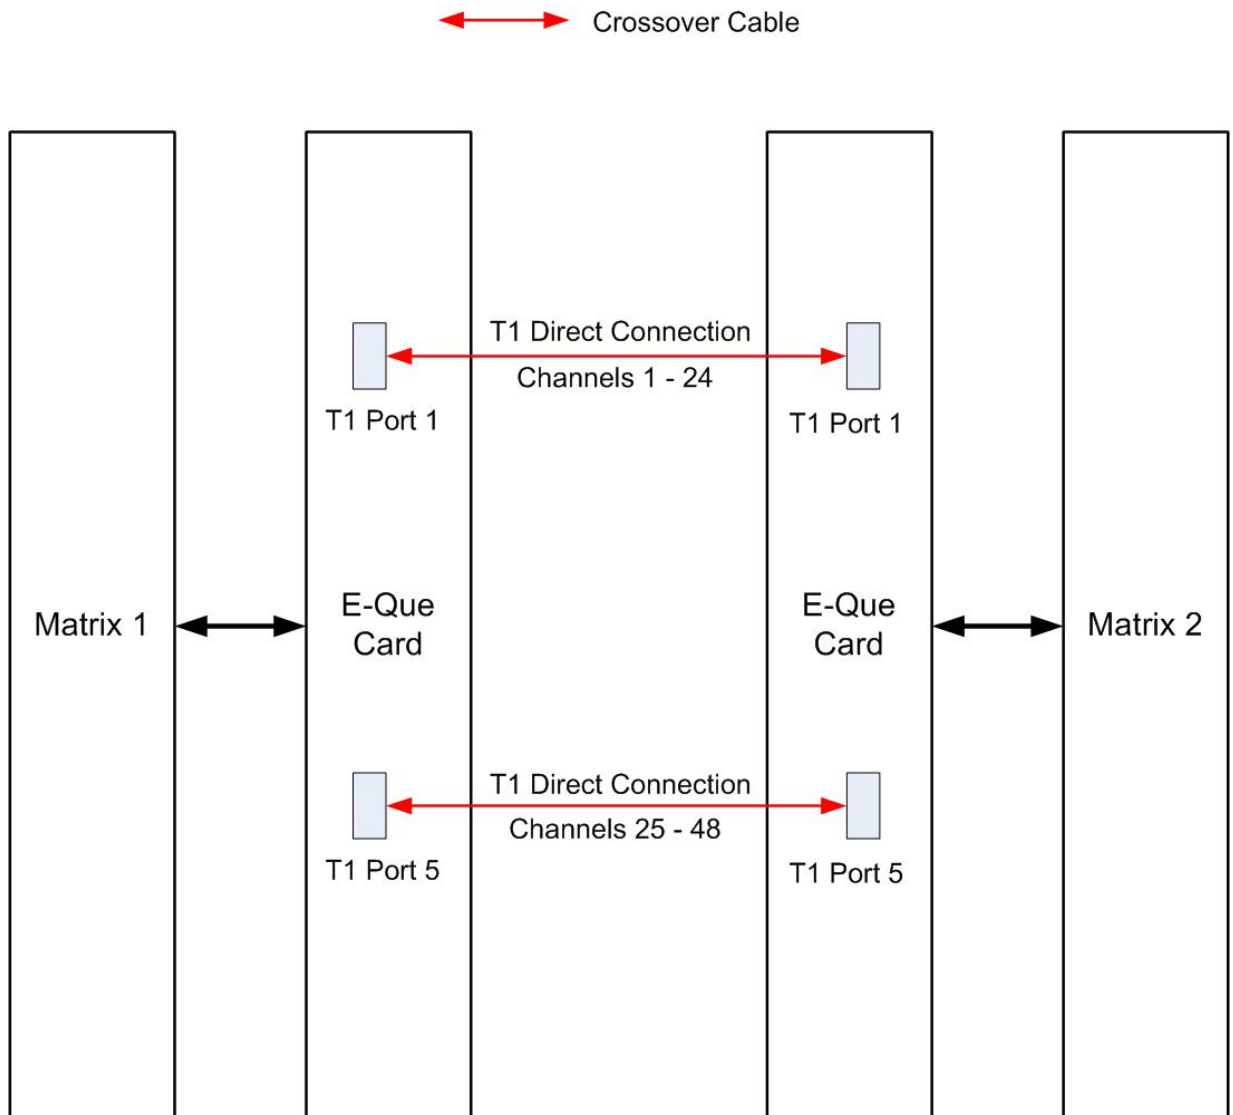 Crossover Cable
T1 Direct Connection
Channels 1 - 24
T1 Port 1
T1 Port 1
Matrix 1
E-Que
Card
E-Que
Card
Matrix 2
T1 Direct Connection
Channels 25 - 48
T1 Port 5
T1 Port 5